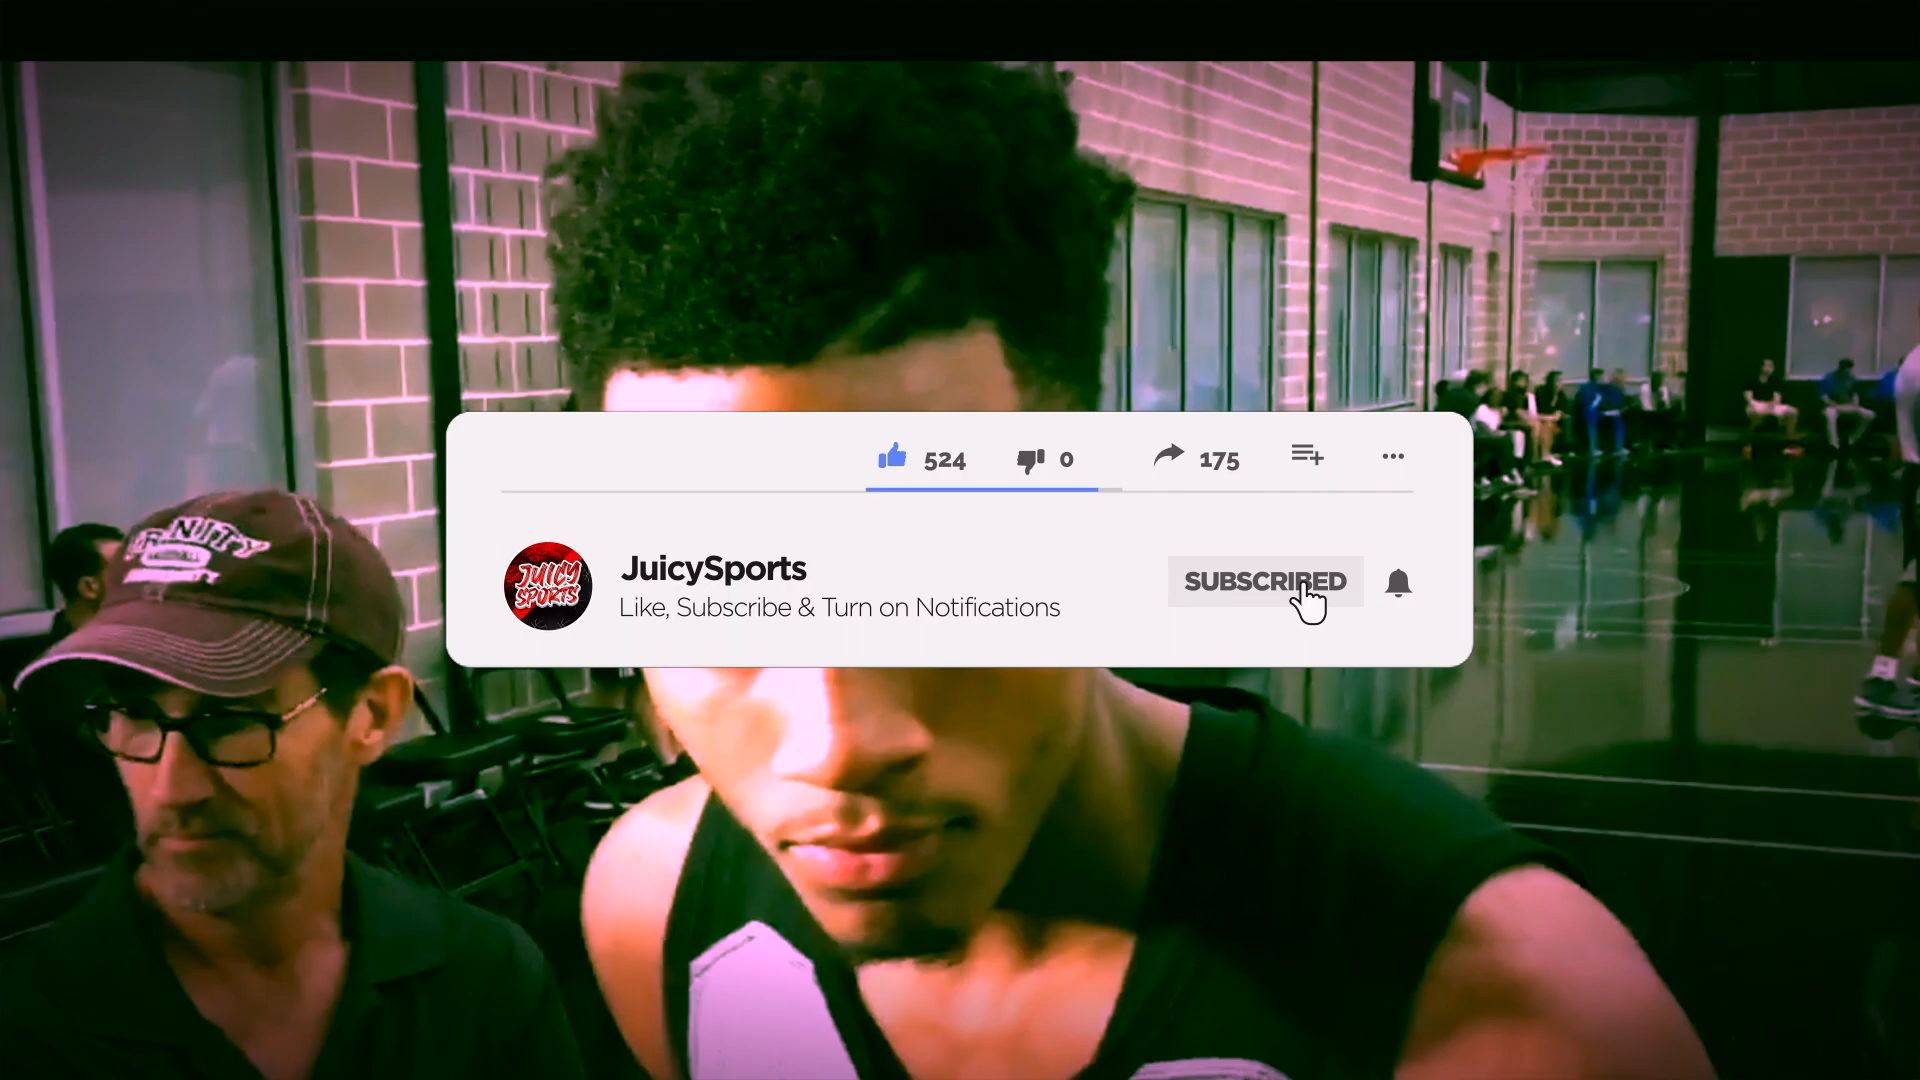 524 0 175
JUICY
SPORTS
JuicySports
Like, Subscribe & Turn on Notifications
SUBSCRIBED